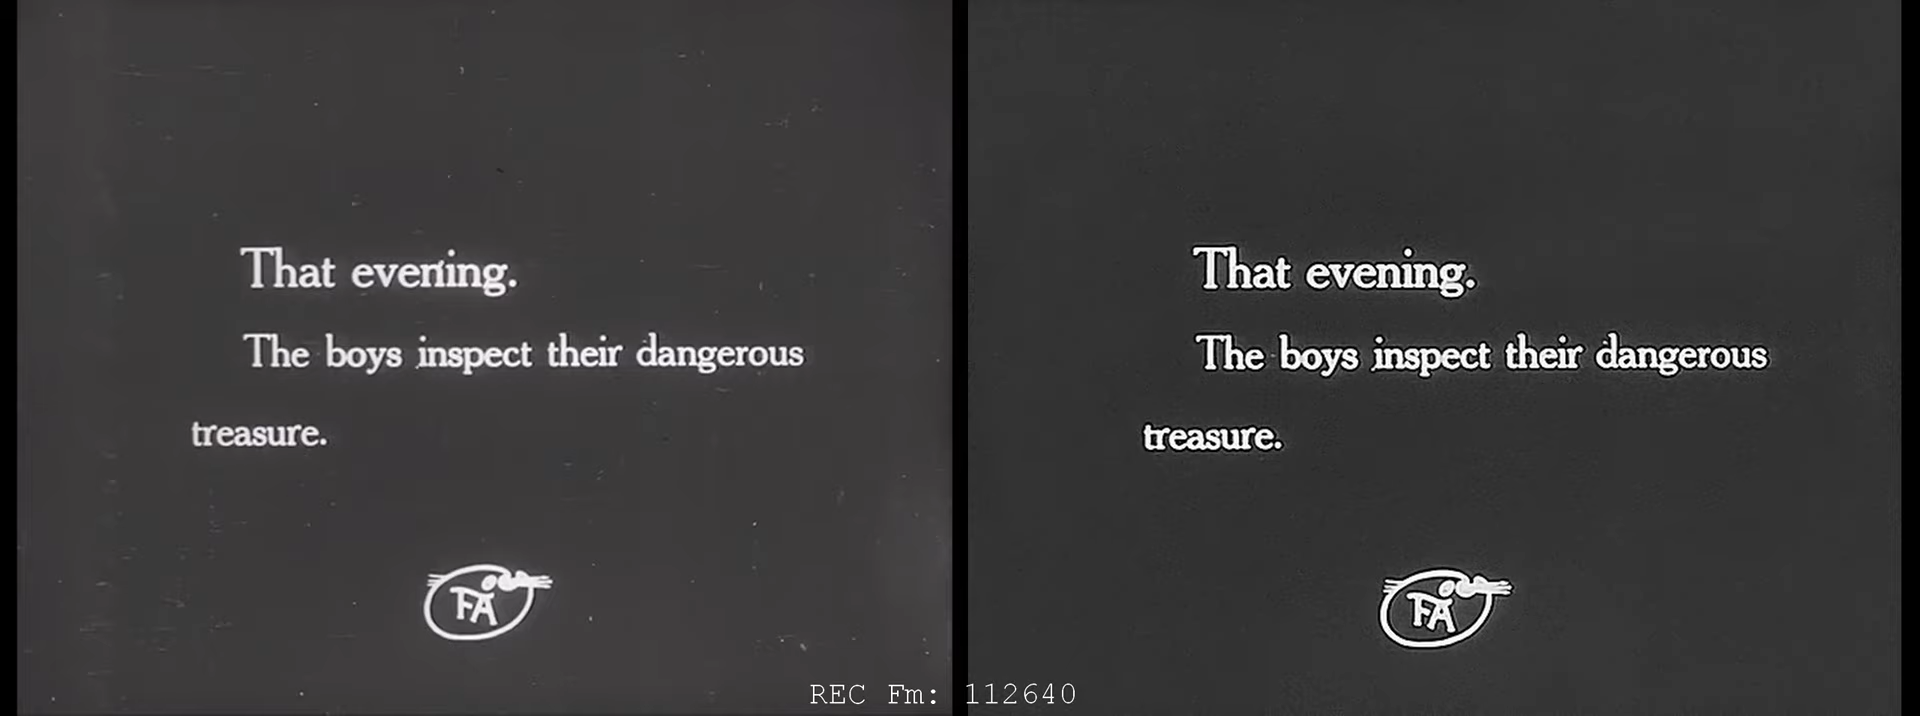 That evening.
The boys inspect their dangerous
treasure.
FA
That evening.
The boys inspect their dangerous
treasure.
FA
REC Fm: 112640